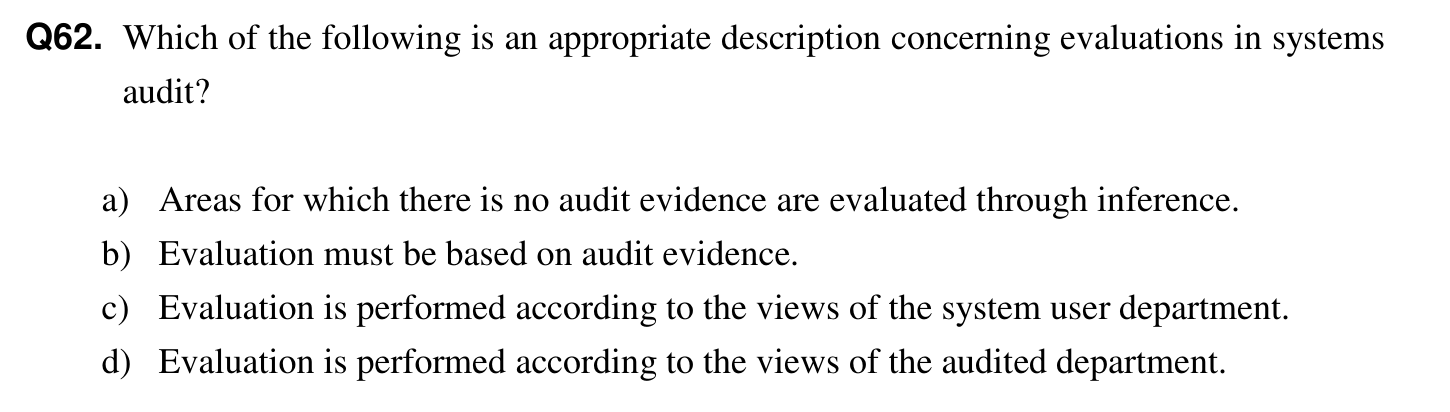 Q62. Which of the following is an appropriate description concerning evaluations in systems
audit?
a) Areas for which there is no audit evidence are evaluated through inference.
b) Evaluation must be based on audit evidence.
c) Evaluation is performed according to the views of the system user department.
d) Evaluation is performed according to the views of the audited department.